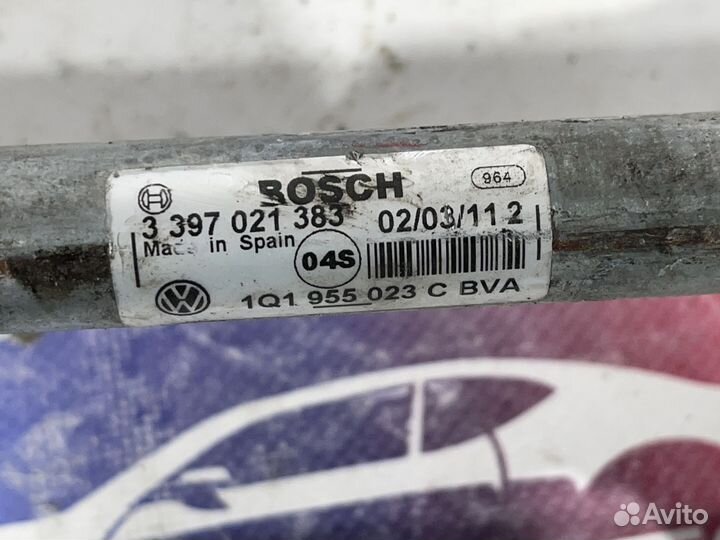 BOSCH
964
3 397 021 383 02/03/11 2
Made in Spain
04S
1Q1 955 023 C BVA
Avito